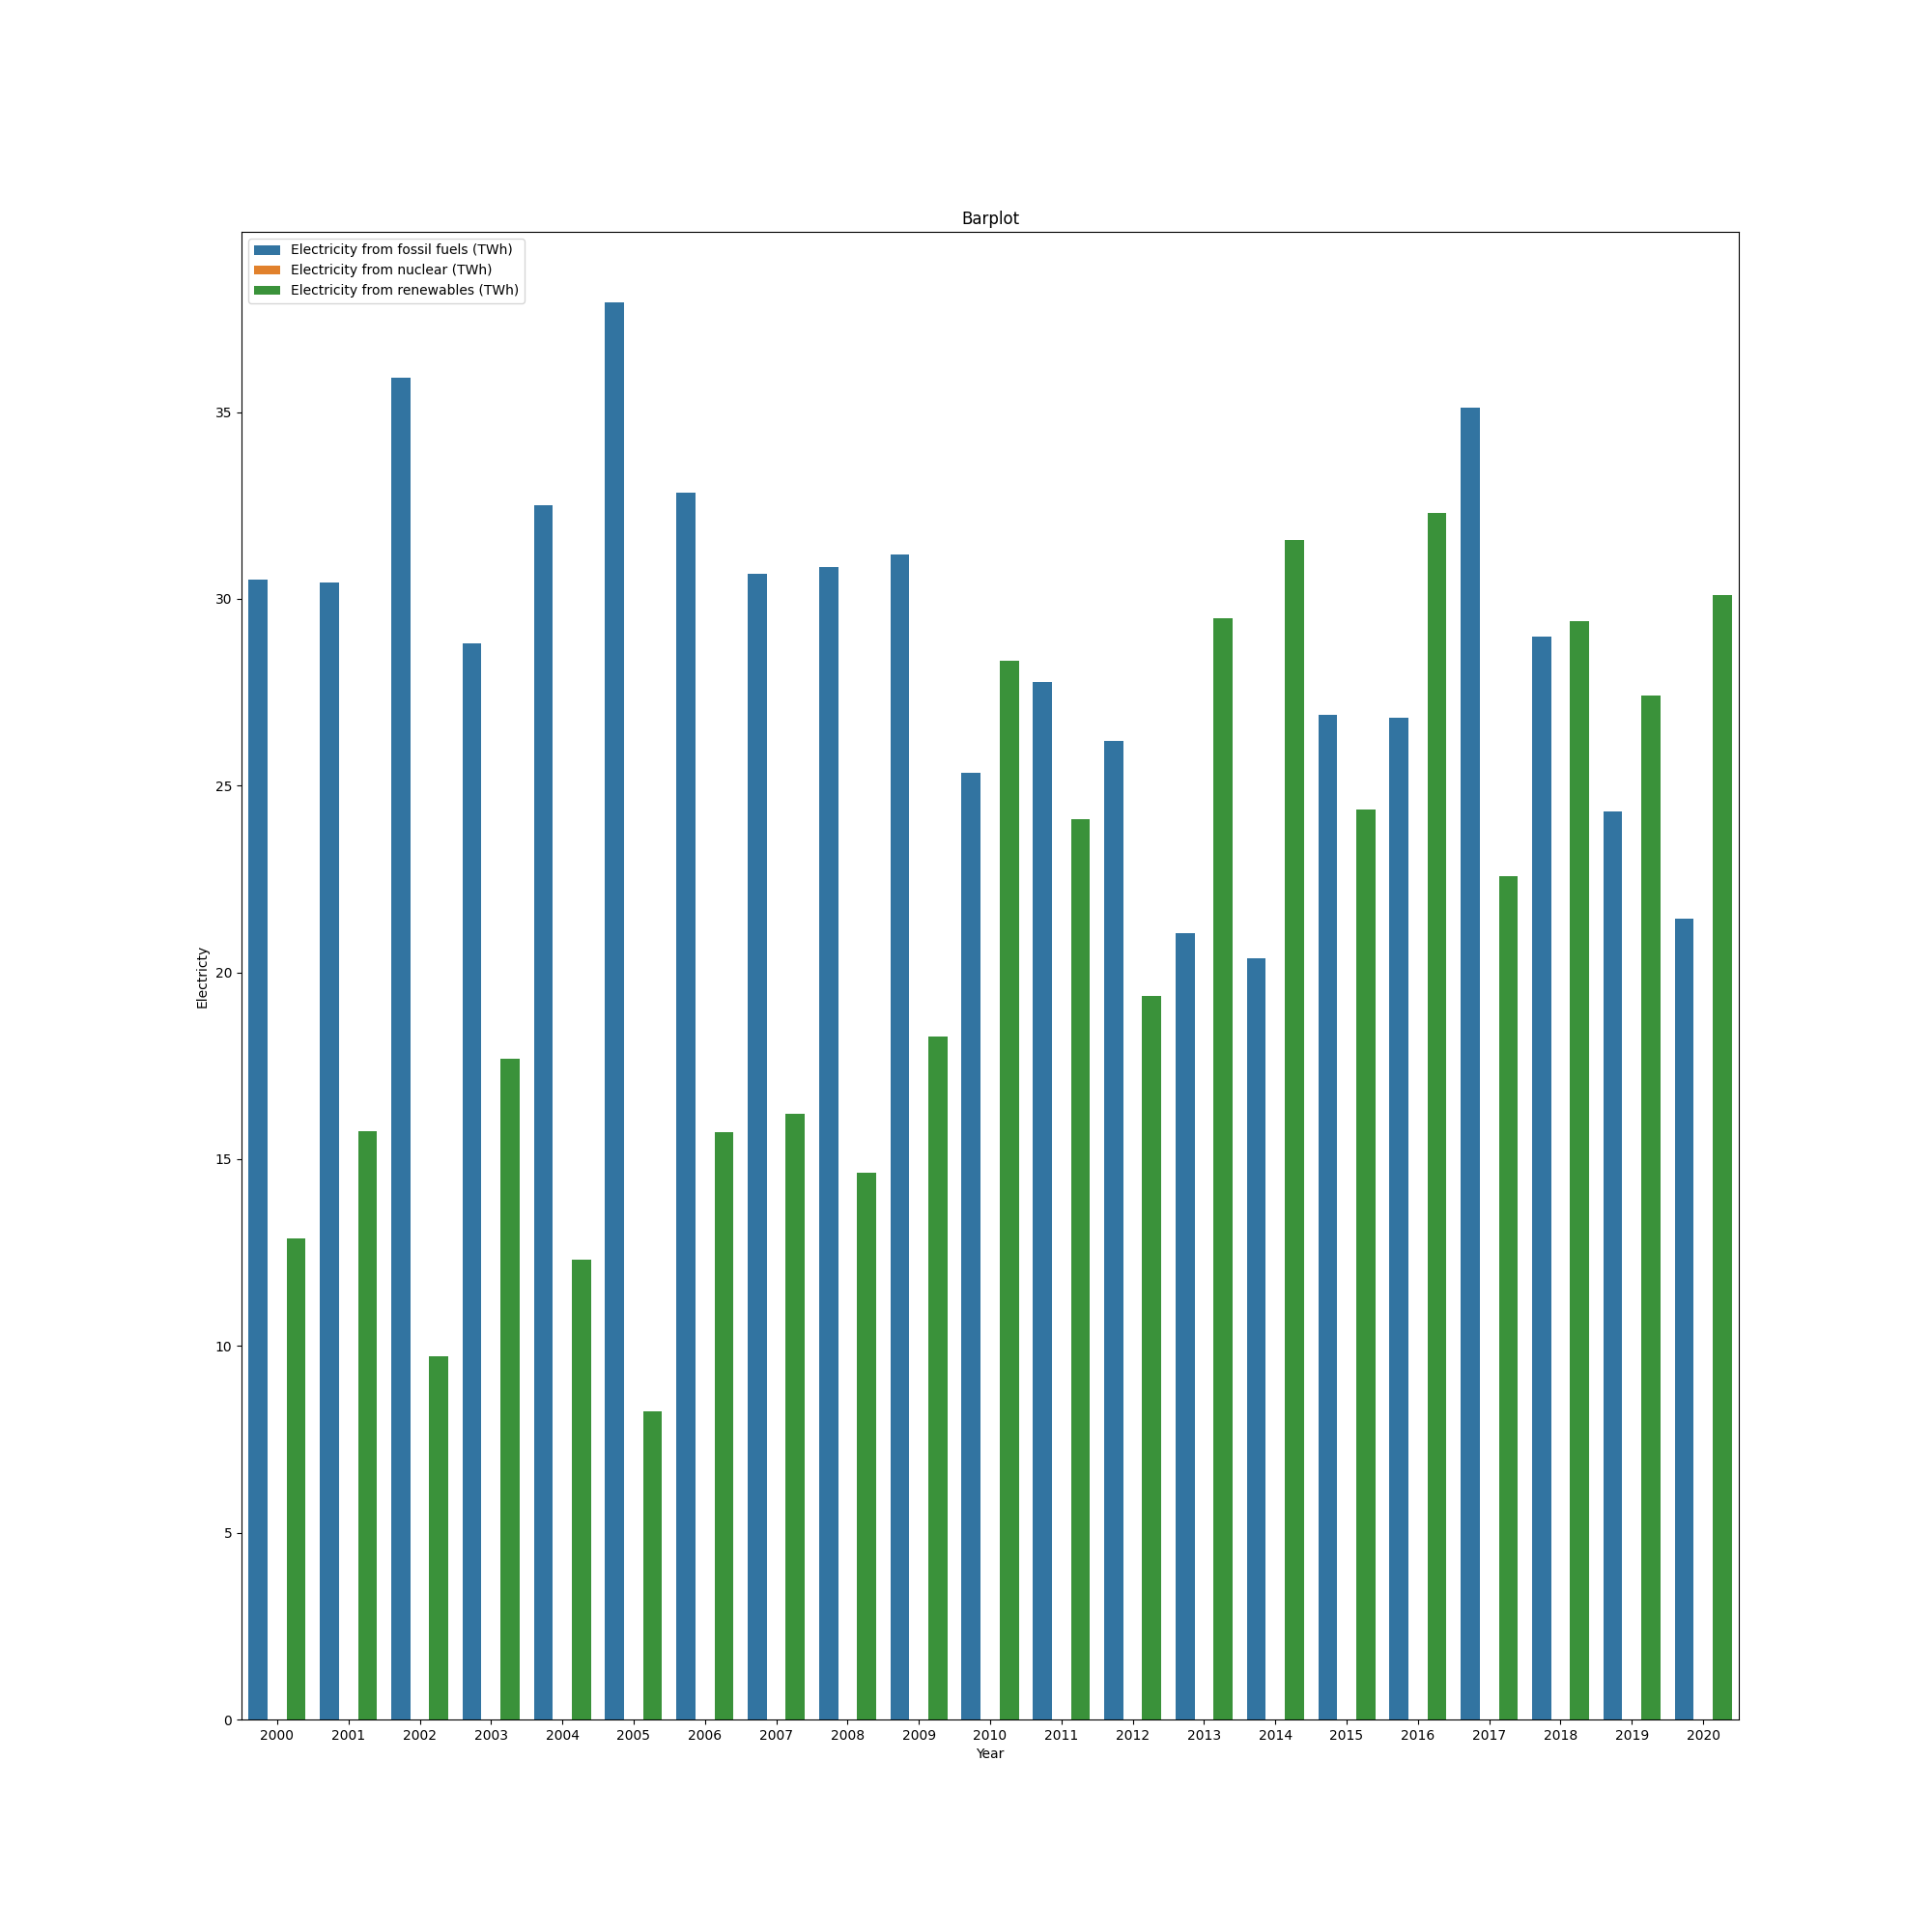 Barplot
Electricity from fossil fuels (TWh)
Electricity from nuclear (TWh)
Electricity from renewables (TWh)
35
30
25
20
15
10
5
0
Electricty
2000 2001 2002 2003 2004 2005 2006 2007 2008 2009 2010 2011 2012 2013 2014 2015 2016 2017 2018 2019 2020
Year